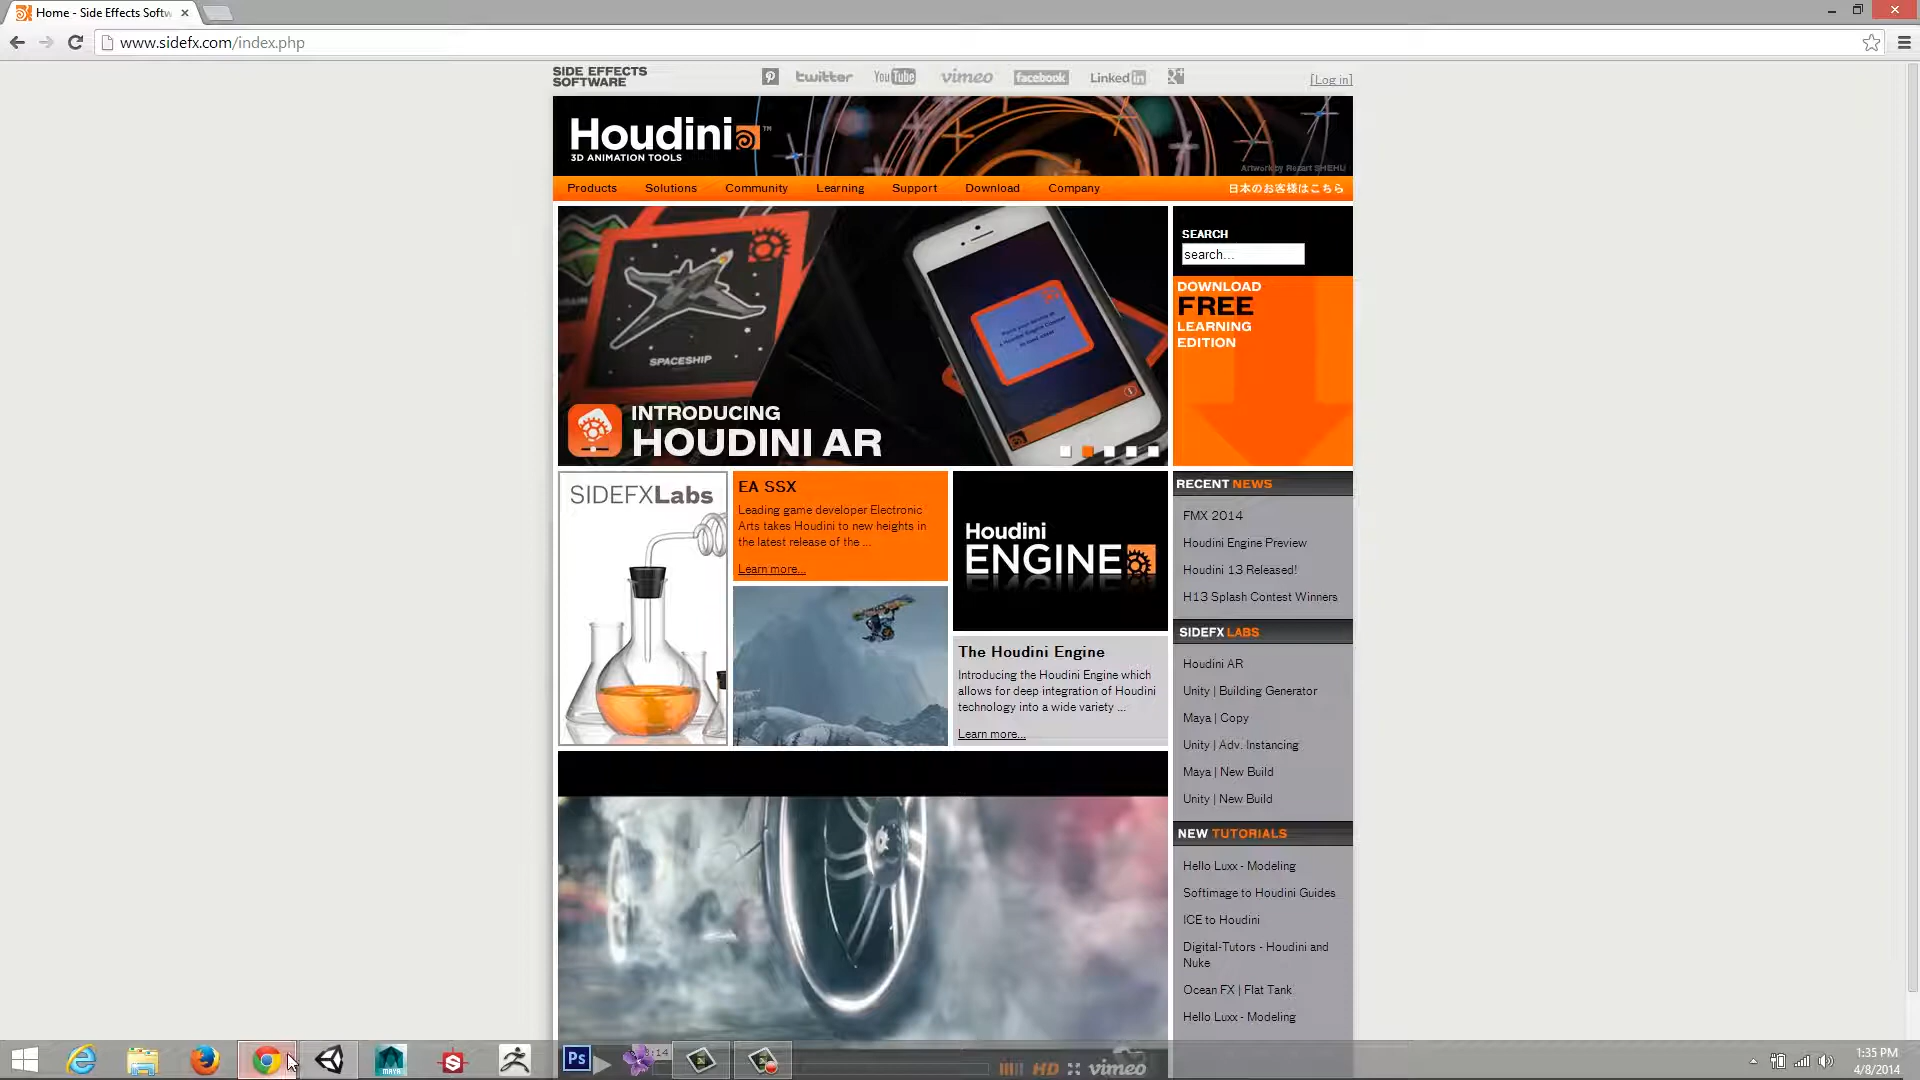 Home - Side Effects Softw
www.sidefx.com/index.php
SIDE EFFECTS
SOFTWARE
twitter
YouTube
vimeo
facebook
Linkedin
[Log in]
Houdini
TM
3D ANIMATION TOOLS
Artwork by Rezart SHEHU
Products
Solutions
Community
Learning
Support
Download
Company
日本のお客様はこちら
SPACESHIP
INTRODUCING
HOUDINI AR
SEARCH
search...
DOWNLOAD
FREE
LEARNING
EDITION
SIDEFXLabs
EA SSX
Leading game developer Electronic
Arts takes Houdini to new heights in
the latest release of the ...
Learn more...
Houdini
ENGINE
The Houdini Engine
Introducing the Houdini Engine which
allows for deep integration of Houdini
technology into a wide variety ...
Learn more...
RECENT NEWS
FMX 2014
Houdini Engine Preview
Houdini 13 Released!
H13 Splash Contest Winners
SIDEFX LABS
Houdini AR
Unity | Building Generator
Maya | Copy
Unity | Adv. Instancing
Maya | New Build
Unity | New Build
NEW TUTORIALS
Hello Luxx - Modeling
Softimage to Houdini Guides
ICE to Houdini
Digital-Tutors - Houdini and
Nuke
Ocean FX | Flat Tank
Hello Luxx - Modeling
MAYA
S
Ps
HD
vimeo
1:35 PM
4/8/2014